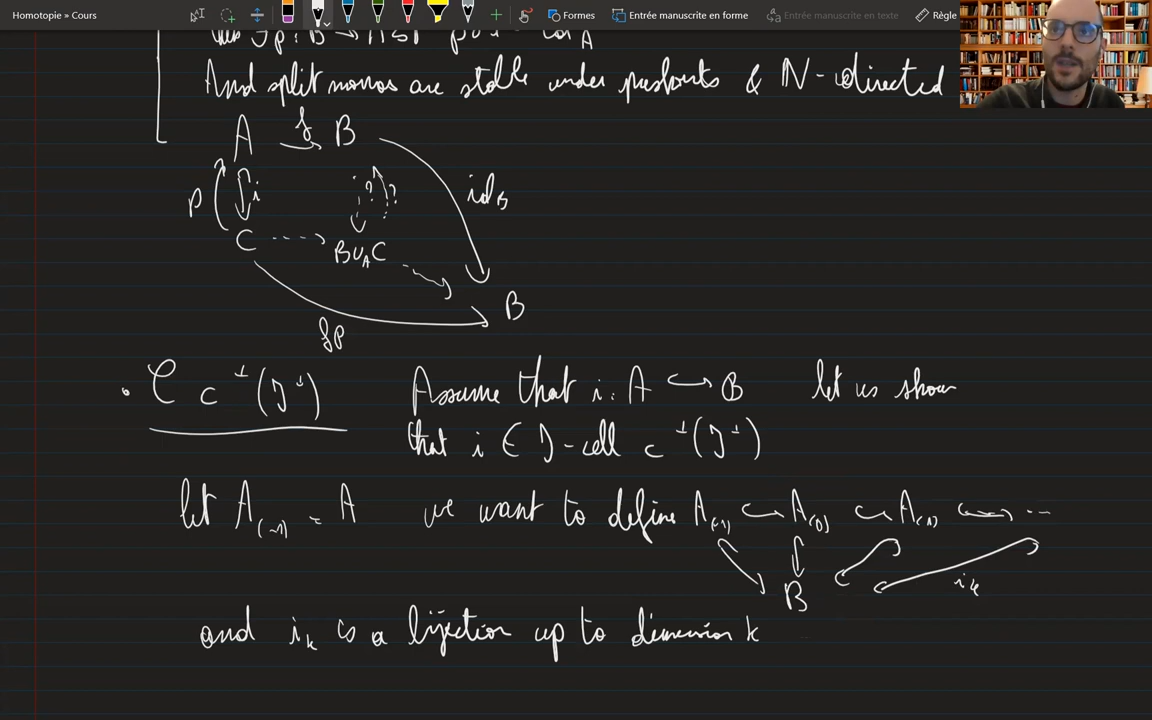 Homotopie » Cours
Formes
Entrée manuscrite en forme
Entrée manuscrite en texte
Règle
And split monos are stable under pushouts & ℕ-directed
A f B
p i ? ? id_B
C B∪_A C
B
fp
• C ⊂ ⊥(J⊥) Assume that i: A ↪ B let us show
that i ∈ J-cell ⊂ ⊥(J⊥)
let A_(-1) = A we want to define A_(-1) ↪ A_(0) ↪ A_(1) ↪ ...
B i_k
and i_k is a bijection up to dimension k